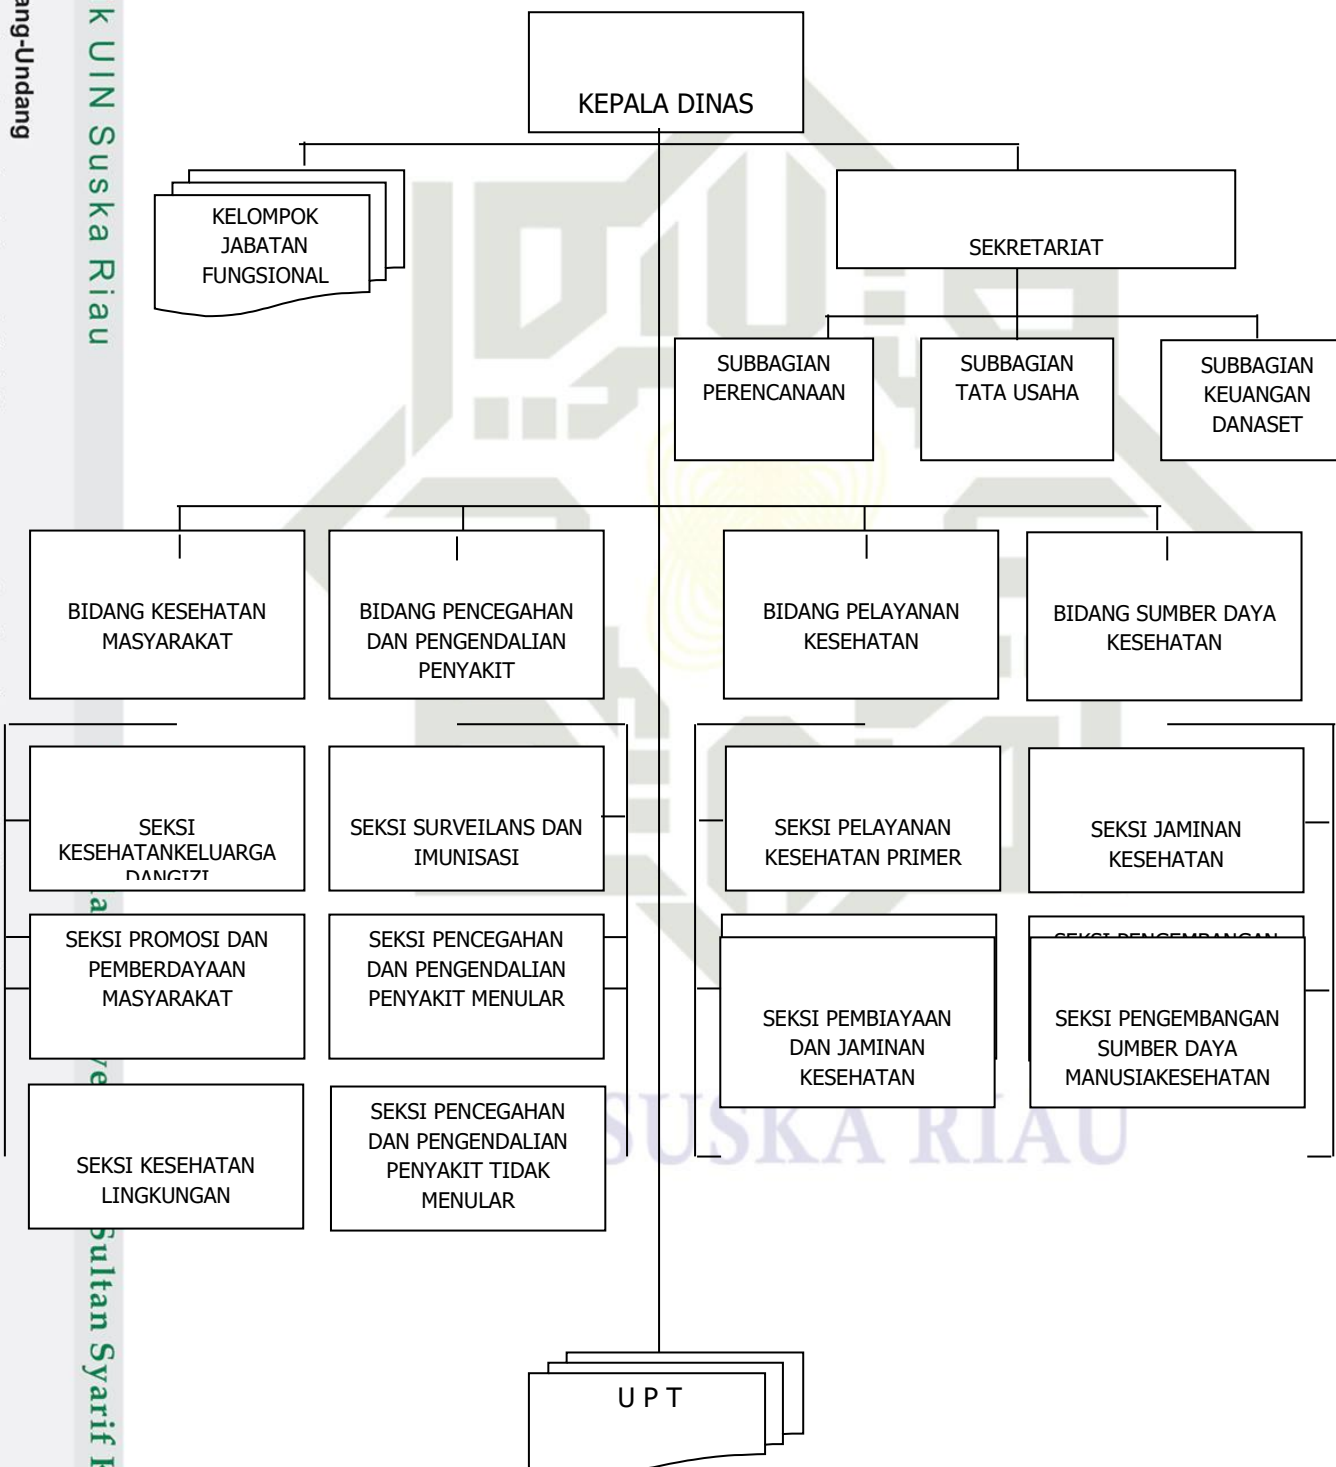 ang-Undang
k UIN Suska Riau
KEPALA DINAS
KELOMPOK
JABATAN
FUNGSIONAL
SEKRETARIAT
SUBBAGIAN
PERENCANAAN
SUBBAGIAN
TATA USAHA
SUBBAGIAN
KEUANGAN
DANASET
BIDANG KESEHATAN
MASYARAKAT
BIDANG PENCEGAHAN
DAN PENGENDALIAN
PENYAKIT
BIDANG PELAYANAN
KESEHATAN
BIDANG SUMBER DAYA
KESEHATAN
SEKSI
KESEHATANKELUARGA
DANGIZI
SEKSI SURVEILANS DAN
IMUNISASI
SEKSI PELAYANAN
KESEHATAN PRIMER
SEKSI JAMINAN
KESEHATAN
SEKSI PROMOSI DAN
PEMBERDAYAAN
MASYARAKAT
SEKSI PENCEGAHAN
DAN PENGENDALIAN
PENYAKIT MENULAR
SEKSI PEMBIAYAAN
DAN JAMINAN
KESEHATAN
SEKSI PENGEMBANGAN
SEKSI PENGEMBANGAN
SUMBER DAYA
MANUSIAKESEHATAN
SEKSI KESEHATAN
LINGKUNGAN
SEKSI PENCEGAHAN
DAN PENGENDALIAN
PENYAKIT TIDAK
MENULAR
SUSKA RIAU
Sultan Syarif
U P T